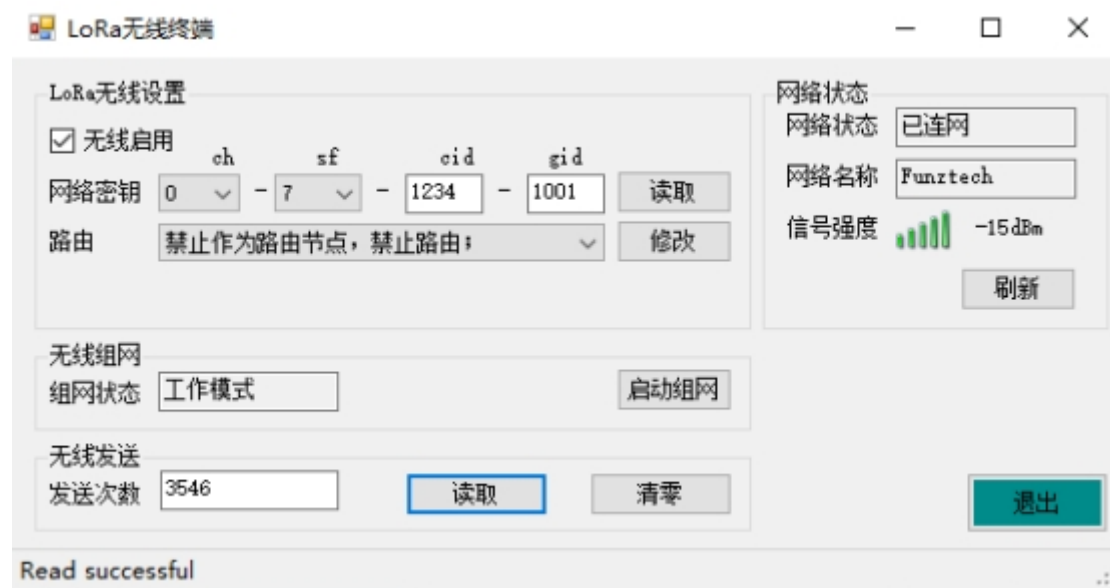 LoRa无线终端
LoRa无线设置
无线启用
ch sf cid gid
网络密钥 0 - 7 - 1234 - 1001 读取
路由 禁止作为路由节点，禁止路由； 修改
网络状态
网络状态 已连网
网络名称 Funztech
信号强度 -15dBm
刷新
无线组网
组网状态 工作模式 启动组网
无线发送
发送次数 3546 读取 清零
退出
Read successful